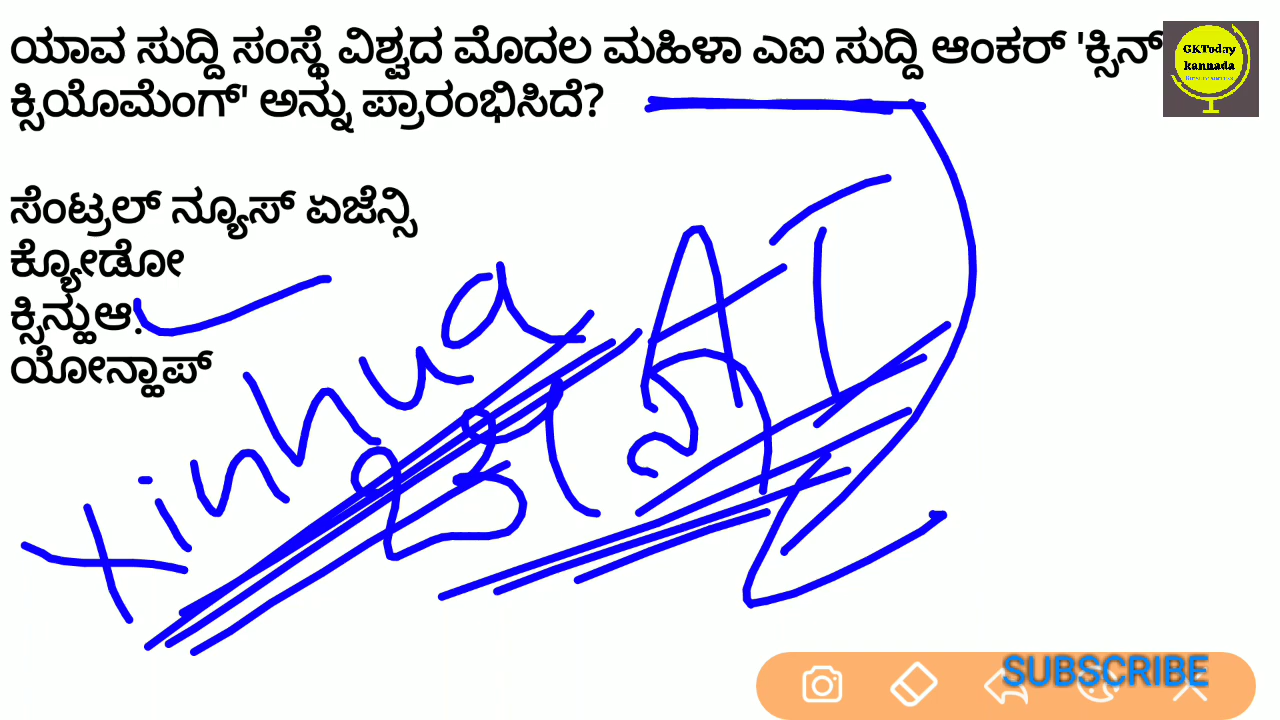 ಯಾವ ಸುದ್ದಿ ಸಂಸ್ಥೆ ವಿಶ್ವದ ಮೊದಲ ಮಹಿಳಾ ಎಐ ಸುದ್ದಿ ಆಂಕರ್ 'ಕ್ಸಿನ್
ಕ್ಸಿಯೊಮೆಂಗ್' ಅನ್ನು ಪ್ರಾರಂಭಿಸಿದೆ?
GKToday
kannada
ಸೆಂಟ್ರಲ್ ನ್ಯೂಸ್ ಏಜೆನ್ಸಿ
ಕ್ಯೋಡೋ
ಕ್ಸಿನ್ಹುಆ.
ಯೋನ್ಹಾಪ್
xinhua
AI
SUBSCRIBE